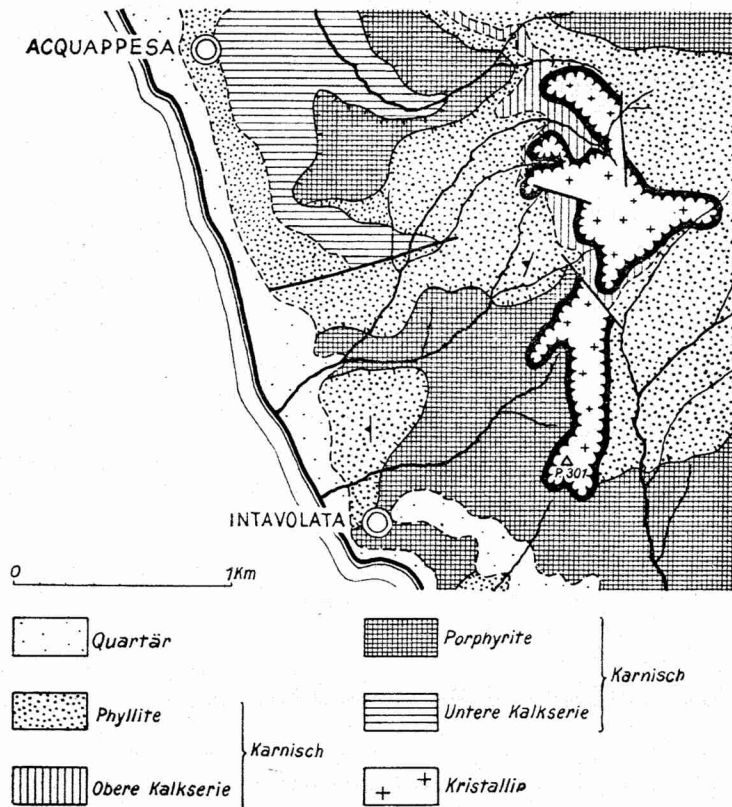 ACQUAPPESA
P. 301
INTAVOLATA
0 1Km
Quartär
Porphyrite
Karnisch
Phyllite
Untere Kalkserie
Karnisch
Obere Kalkserie
Kristallin